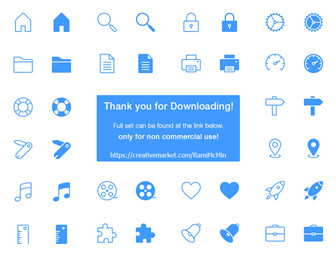 Thank you for Downloading!
Full set can be found at the link below.
only for non commercial use!
https://creativemarket.com/RamiMcMin